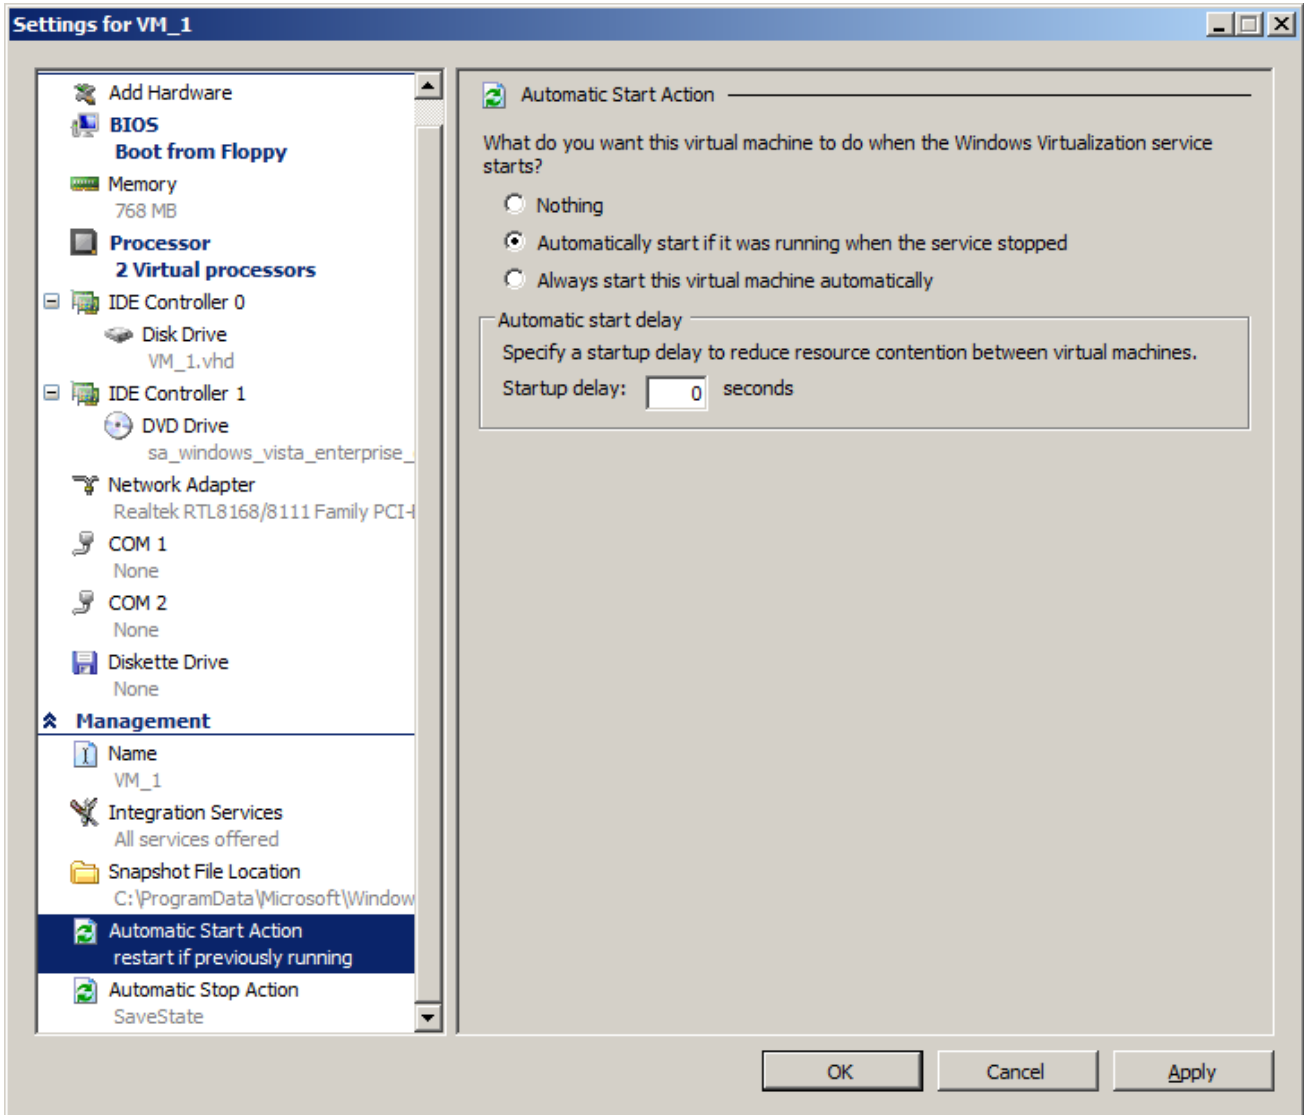 Settings for VM_1
Add Hardware
BIOS
Boot from Floppy
Memory
768 MB
Processor
2 Virtual processors
IDE Controller 0
Disk Drive
VM_1.vhd
IDE Controller 1
DVD Drive
sa_windows_vista_enterprise_
Network Adapter
Realtek RTL8168/8111 Family PCI-
COM 1
None
COM 2
None
Diskette Drive
None
Management
Name
VM_1
Integration Services
All services offered
Snapshot File Location
C:\ProgramData\Microsoft\Window
Automatic Start Action
restart if previously running
Automatic Stop Action
SaveState
Automatic Start Action
What do you want this virtual machine to do when the Windows Virtualization service
starts?
Nothing
Automatically start if it was running when the service stopped
Always start this virtual machine automatically
Automatic start delay
Specify a startup delay to reduce resource contention between virtual machines.
Startup delay: 0 seconds
OK Cancel Apply